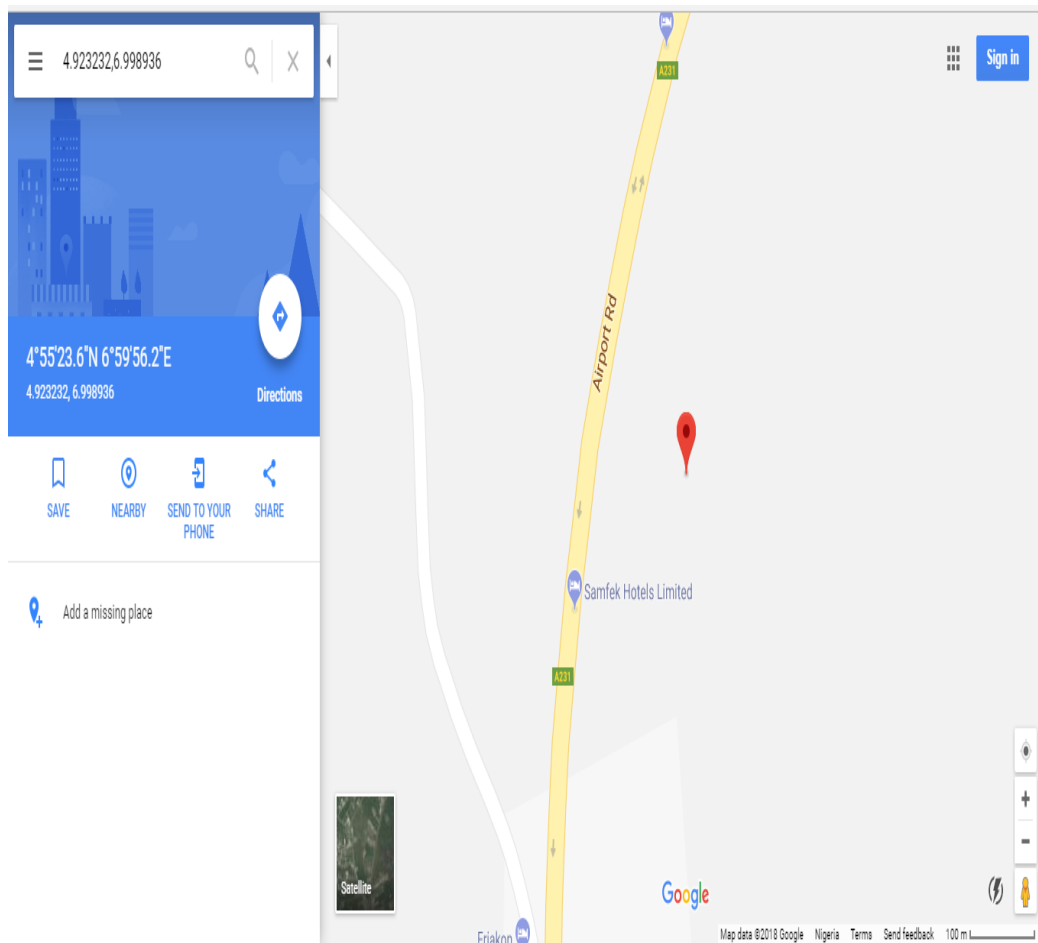 4.923232,6.998936
4°55'23.6"N 6°59'56.2"E
4.923232, 6.998936
Directions
SAVE
NEARBY
SEND TO YOUR
PHONE
SHARE
Add a missing place
Sign in
A231
Airport Rd
Samfek Hotels Limited
A231
Satellite
Google
Eriakon
Map data ©2018 Google Nigeria Terms Send feedback 100 m